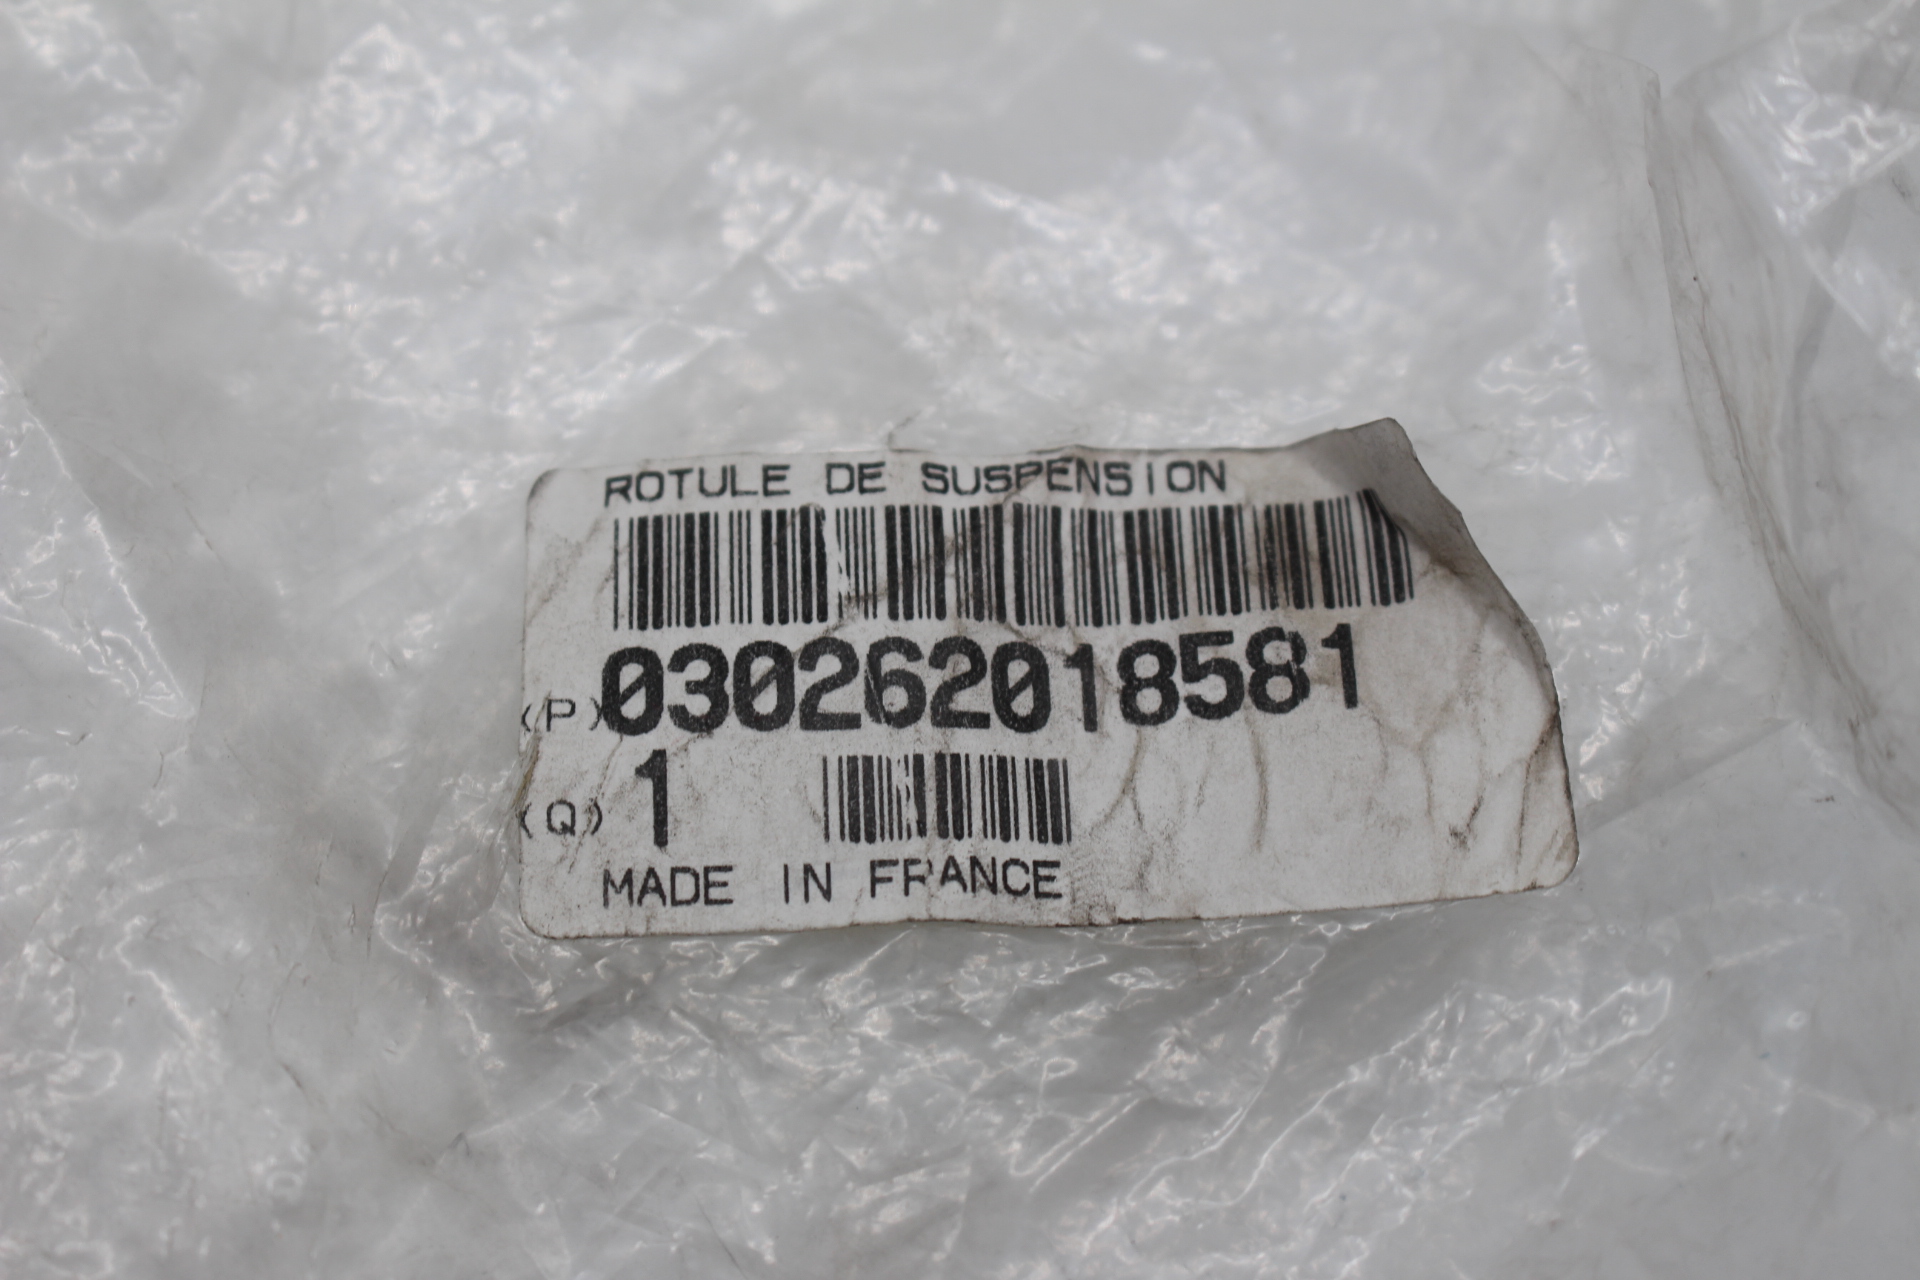 ROTULE DE SUSPENSION
(P) 030262018581
(Q) 1
MADE IN FRANCE